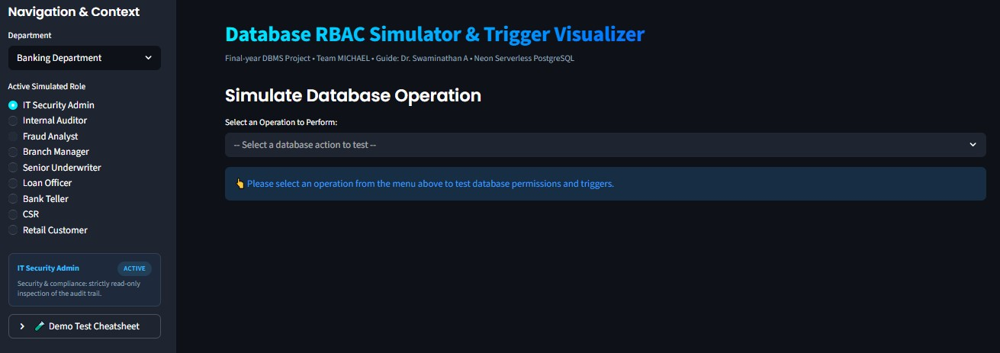 Navigation & Context
Department
Banking Department
Active Simulated Role
IT Security Admin
Internal Auditor
Fraud Analyst
Branch Manager
Senior Underwriter
Loan Officer
Bank Teller
CSR
Retail Customer
IT Security Admin ACTIVE
Security & compliance: strictly read-only
inspection of the audit trail.
Demo Test Cheatsheet
Database RBAC Simulator & Trigger Visualizer
Final-year DBMS Project • Team MICHAEL • Guide: Dr. Swaminathan A • Neon Serverless PostgreSQL
Simulate Database Operation
Select an Operation to Perform:
-- Select a database action to test --
👆 Please select an operation from the menu above to test database permissions and triggers.